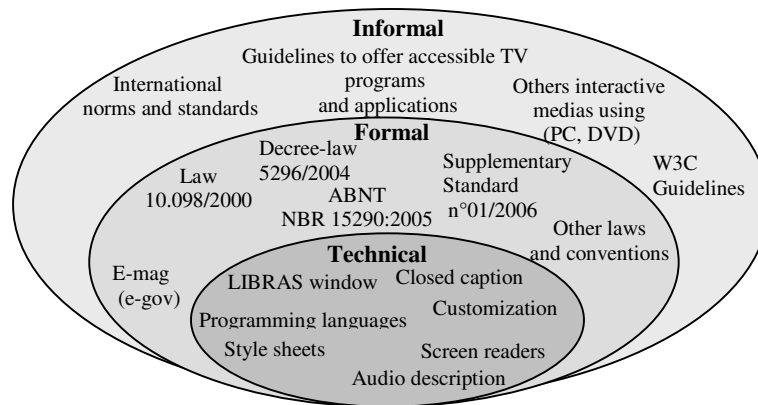 Informal
Guidelines to offer accessible TV
programs
and applications
International
norms and standards
Others interactive
medias using
(PC, DVD)
W3C
Guidelines
Formal
Decree-law
5296/2004
Law
10.098/2000
ABNT
NBR 15290:2005
Supplementary
Standard
n°01/2006
Other laws
and conventions
E-mag
(e-gov)
Technical
LIBRAS window
Closed caption
Customization
Programming languages
Style sheets
Screen readers
Audio description